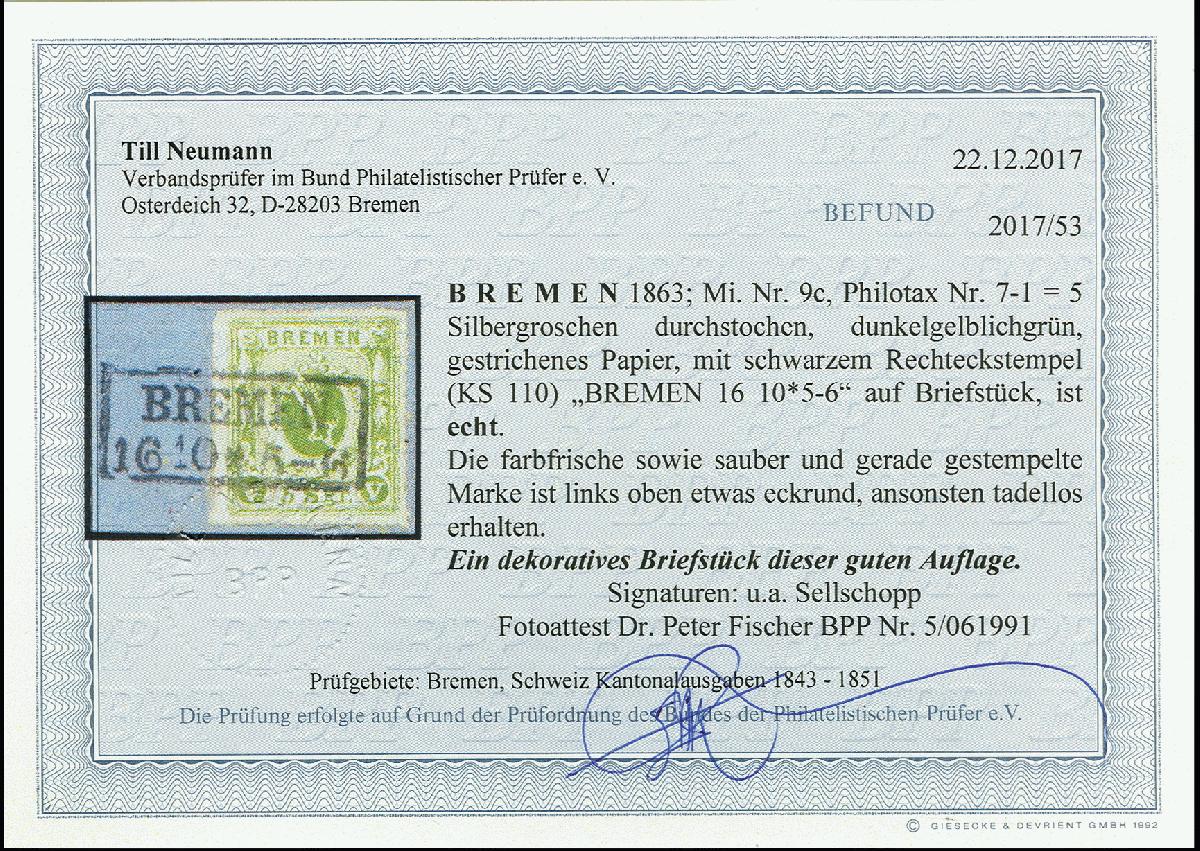 Till Neumann
Verbandsprüfer im Bund Philatelistischer Prüfer e. V.
Osterdeich 32, D-28203 Bremen
22.12.2017
BEFUND
2017/53
B R E M E N 1863; Mi. Nr. 9c, Philotax Nr. 7-1 = 5
Silbergroschen durchstochen, dunkelgelblichgrün,
gestrichenes Papier, mit schwarzem Rechteckstempel
(KS 110) „BREMEN 16 10*5-6“ auf Briefstück, ist
echt.
Die farbfrische sowie sauber und gerade gestempelte
Marke ist links oben etwas eckrund, ansonsten tadellos
erhalten.
Ein dekoratives Briefstück dieser guten Auflage.
Signaturen: u.a. Sellschopp
Fotoattest Dr. Peter Fischer BPP Nr. 5/061991
BREMEN
BREMEN
16 10 * 5-6
BPP
Prüfgebiete: Bremen, Schweiz Kantonalausgaben 1843 - 1851
Die Prüfung erfolgte auf Grund der Prüfordnung des Bundes der Philatelistischen Prüfer e.V.
© GIESECKE & DEVRIENT GMBH 1992